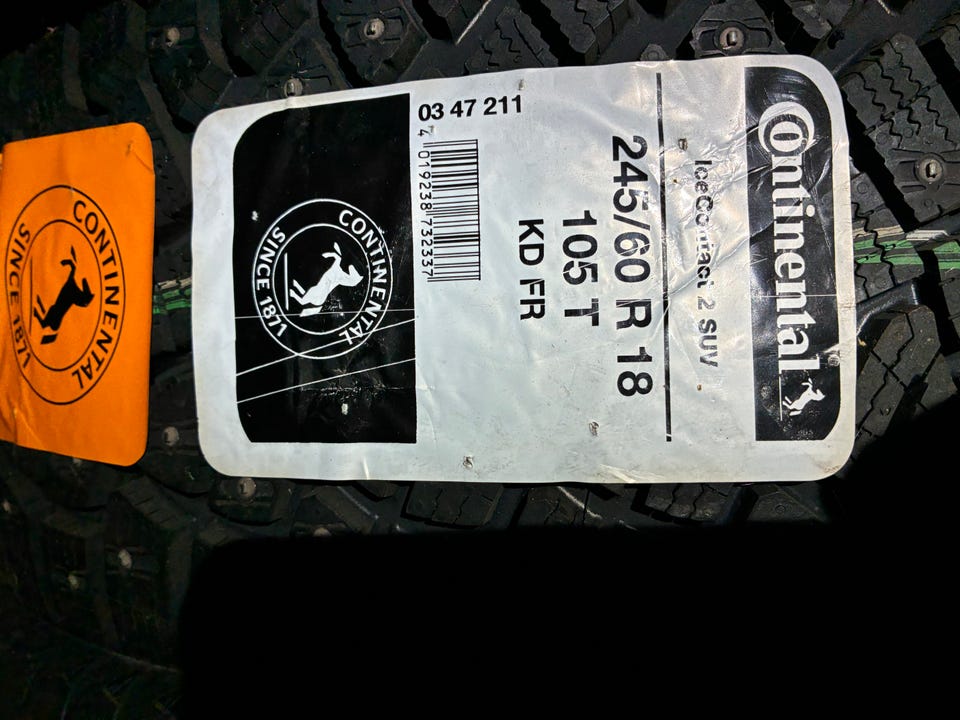 Continental
IceContact 2 SUV
245/60 R 18
105 T
KD FR
03 47 211
4 019238 732337
CONTINENTAL
SINCE 1871
CONTINENTAL
SINCE 1871